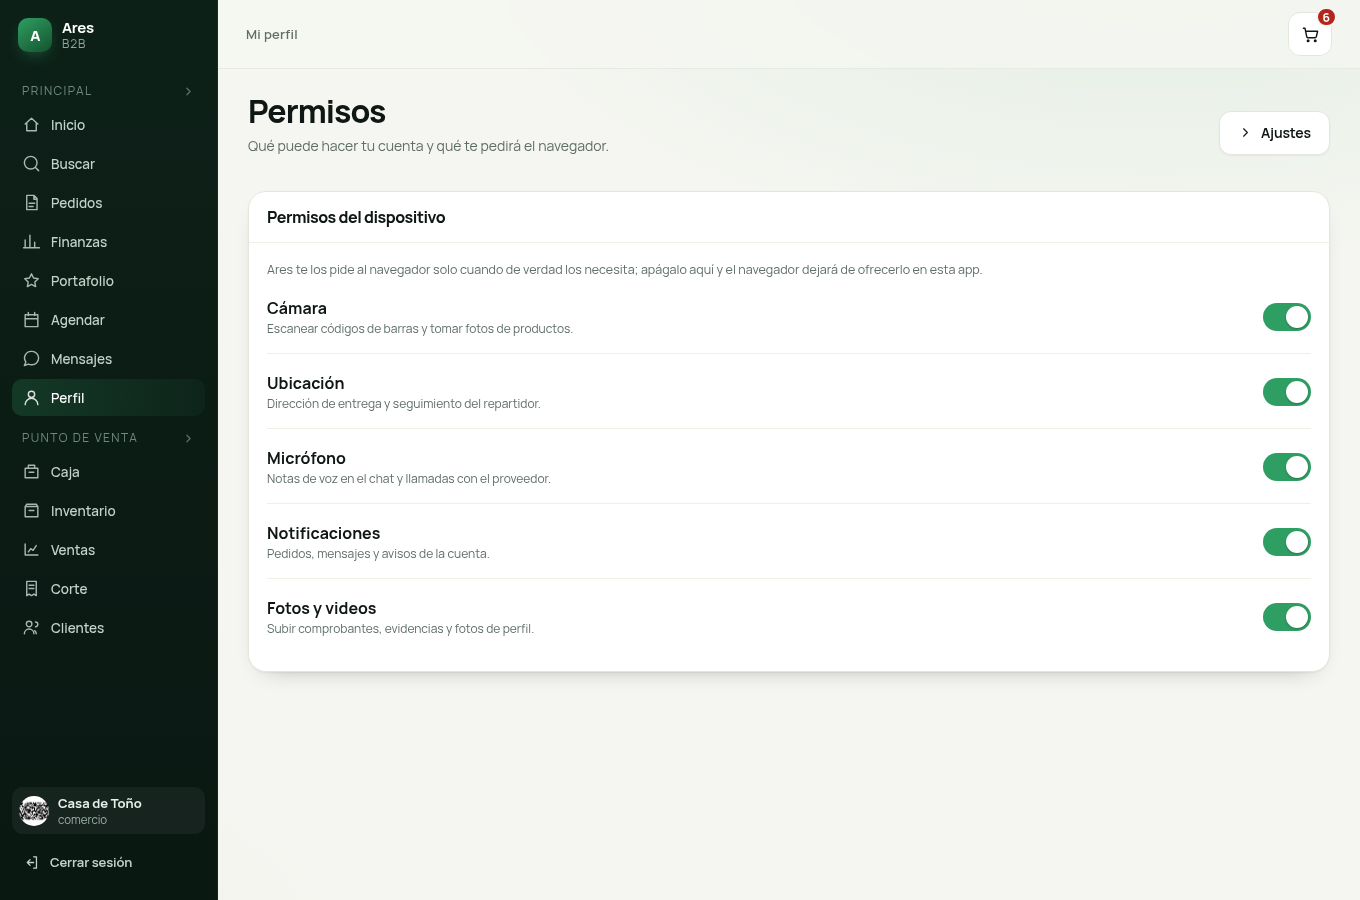 A
Ares
B2B
PRINCIPAL
Inicio
Buscar
Pedidos
Finanzas
Portafolio
Agendar
Mensajes
Perfil
PUNTO DE VENTA
Caja
Inventario
Ventas
Corte
Clientes
Casa de Toño
comercio
Cerrar sesión
Mi perfil
6
Permisos
Qué puede hacer tu cuenta y qué te pedirá el navegador.
Ajustes
Permisos del dispositivo
Ares te los pide al navegador solo cuando de verdad los necesita; apágalo aquí y el navegador dejará de ofrecerlo en esta app.
Cámara
Escanear códigos de barras y tomar fotos de productos.
Ubicación
Dirección de entrega y seguimiento del repartidor.
Micrófono
Notas de voz en el chat y llamadas con el proveedor.
Notificaciones
Pedidos, mensajes y avisos de la cuenta.
Fotos y videos
Subir comprobantes, evidencias y fotos de perfil.